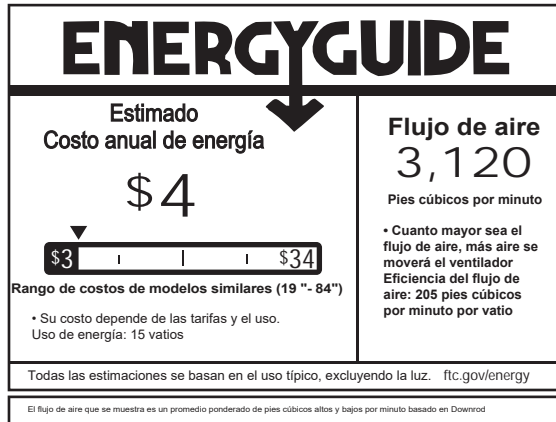 ENERGYGUIDE
Estimado
Costo anual de energía
$4
$3 $34
Rango de costos de modelos similares (19 "- 84")
• Su costo depende de las tarifas y el uso.
Uso de energía: 15 vatios
Flujo de aire
3,120
Pies cúbicos por minuto
• Cuanto mayor sea el
flujo de aire, más aire se
moverá el ventilador
Eficiencia del flujo de
aire: 205 pies cúbicos
por minuto por vatio
Todas las estimaciones se basan en el uso típico, excluyendo la luz. ftc.gov/energy
El flujo de aire que se muestra es un promedio ponderado de pies cúbicos altos y bajos por minuto basado en Downrod